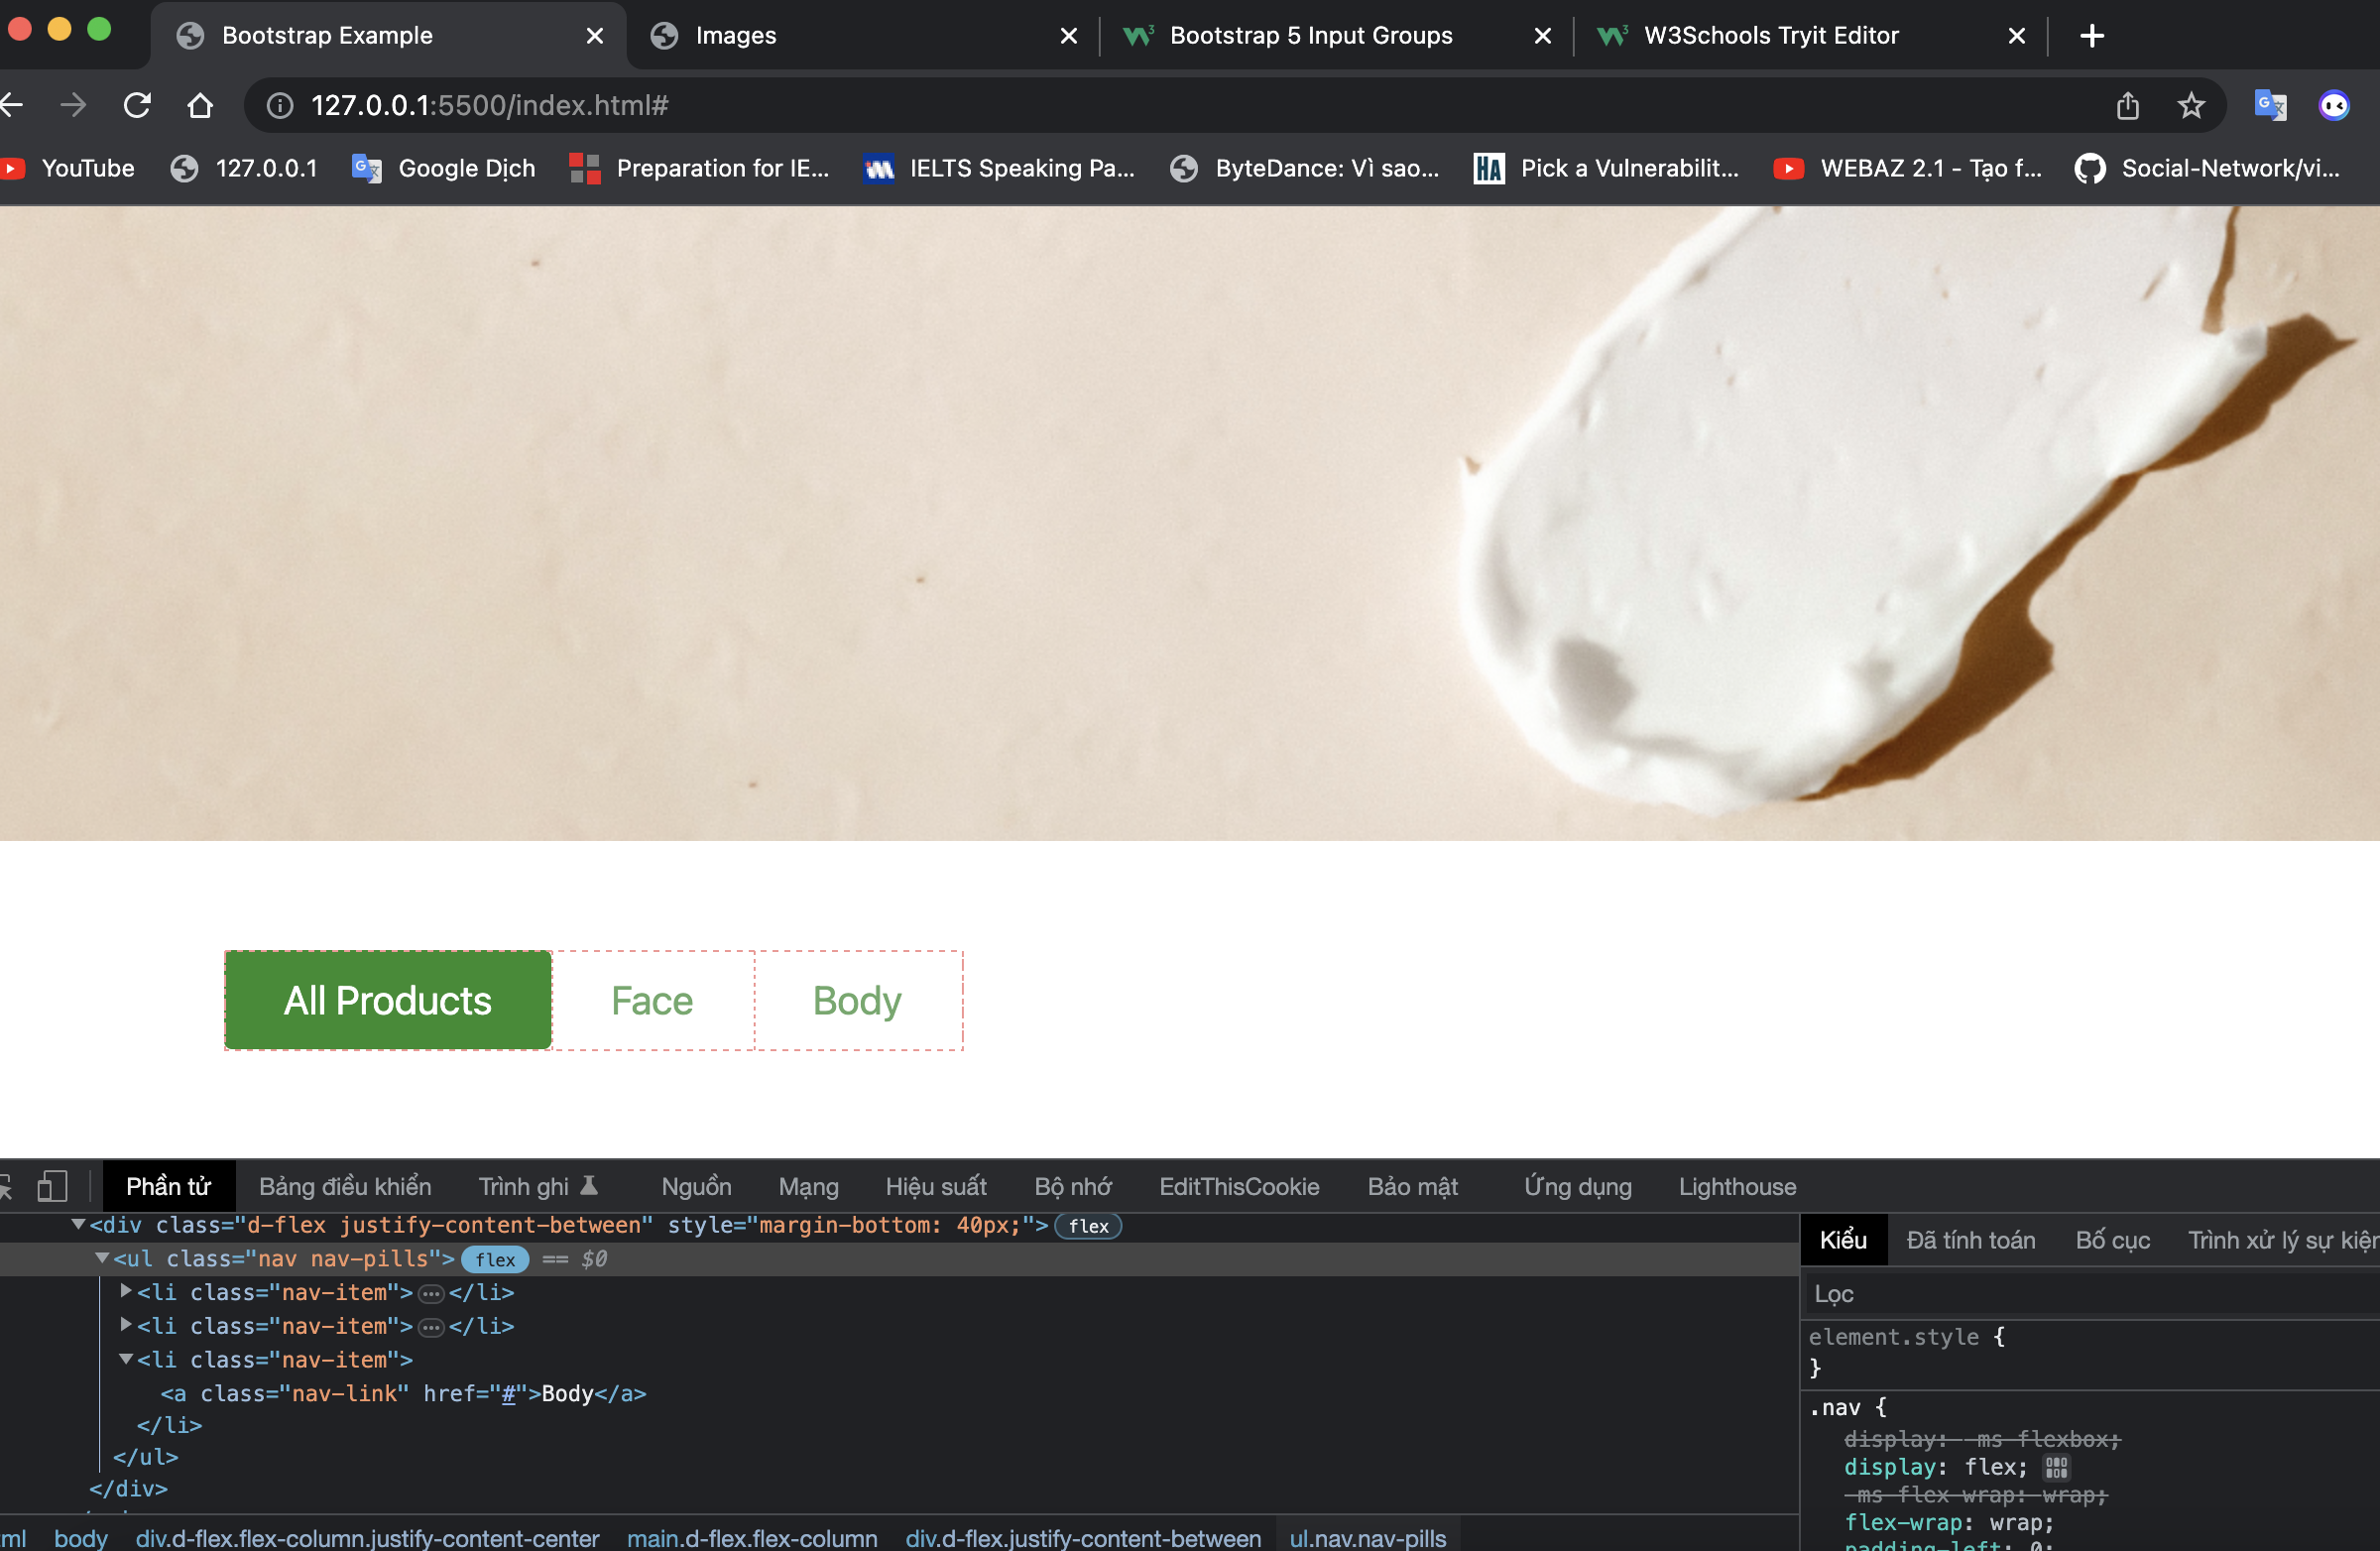 Bootstrap Example
Images
Bootstrap 5 Input Groups
W3Schools Tryit Editor
127.0.0.1:5500/index.html#
YouTube
127.0.0.1
Google Dịch
Preparation for IE...
IELTS Speaking Pa...
ByteDance: Vì sao...
HA
Pick a Vulnerabilit...
WEBAZ 2.1 - Tạo f...
Social-Network/vi...
All Products
Face
Body
Phần tử
Bảng điều khiển
Trình ghi
Nguồn
Mạng
Hiệu suất
Bộ nhớ
EditThisCookie
Bảo mật
Ứng dụng
Lighthouse
<div class="d-flex justify-content-between" style="margin-bottom: 40px;"> flex
<ul class="nav nav-pills"> flex == $0
<li class="nav-item">…</li>
<li class="nav-item">…</li>
<li class="nav-item">
<a class="nav-link" href="#">Body</a>
</li>
</ul>
</div>
tml
body
div.d-flex.flex-column.justify-content-center
main.d-flex.flex-column
div.d-flex.justify-content-between
ul.nav.nav-pills
Kiểu
Đã tính toán
Bố cục
Trình xử lý sự kiện
Lọc
element.style {
}
.nav {
display: -ms-flexbox;
display: flex;
-ms-flex-wrap: wrap;
flex-wrap: wrap;
padding-left: 0;